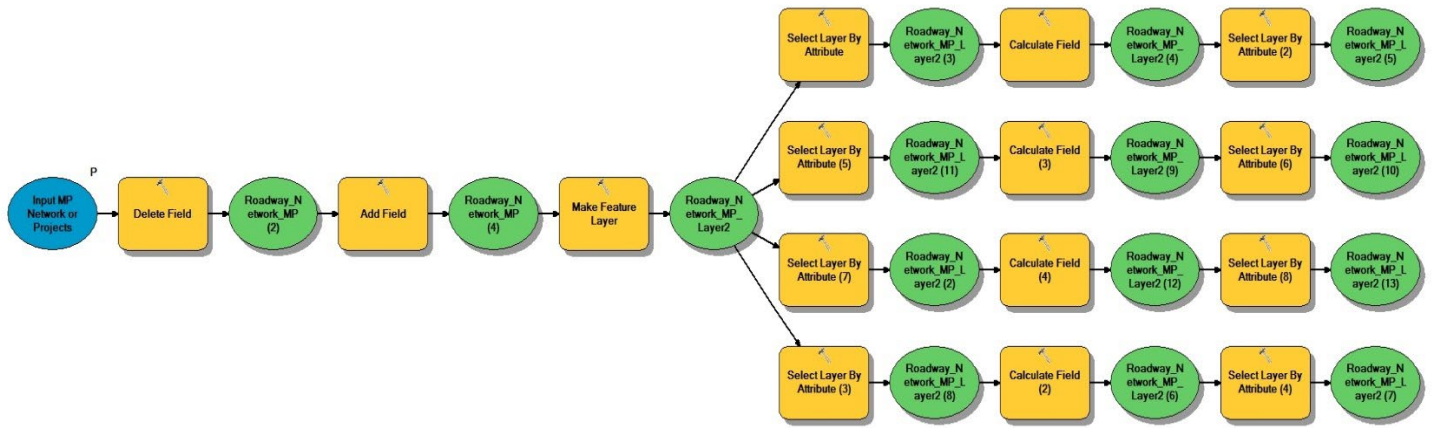 Select Layer By
Attribute
Roadway_N
etwork_MP_L
ayer2 (3)
Calculate Field
Roadway_N
etwork_MP_
Layer2 (4)
Select Layer By
Attribute (2)
Roadway_N
etwork_MP_L
ayer2 (5)
Select Layer By
Attribute (5)
Roadway_N
etwork_MP_L
ayer2 (11)
Calculate Field
(3)
Roadway_N
etwork_MP_
Layer2 (9)
Select Layer By
Attribute (6)
Roadway_N
etwork_MP_L
ayer2 (10)
P
Input MP
Network or
Projects
Delete Field
Roadway_N
etwork_MP
(2)
Add Field
Roadway_N
etwork_MP
(4)
Make Feature
Layer
Roadway_N
etwork_MP_
Layer2
Select Layer By
Attribute (7)
Roadway_N
etwork_MP_L
ayer2 (2)
Calculate Field
(4)
Roadway_N
etwork_MP_
Layer2 (12)
Select Layer By
Attribute (8)
Roadway_N
etwork_MP_L
ayer2 (13)
Select Layer By
Attribute (3)
Roadway_N
etwork_MP_L
ayer2 (8)
Calculate Field
(2)
Roadway_N
etwork_MP_
Layer2 (6)
Select Layer By
Attribute (4)
Roadway_N
etwork_MP_L
ayer2 (7)